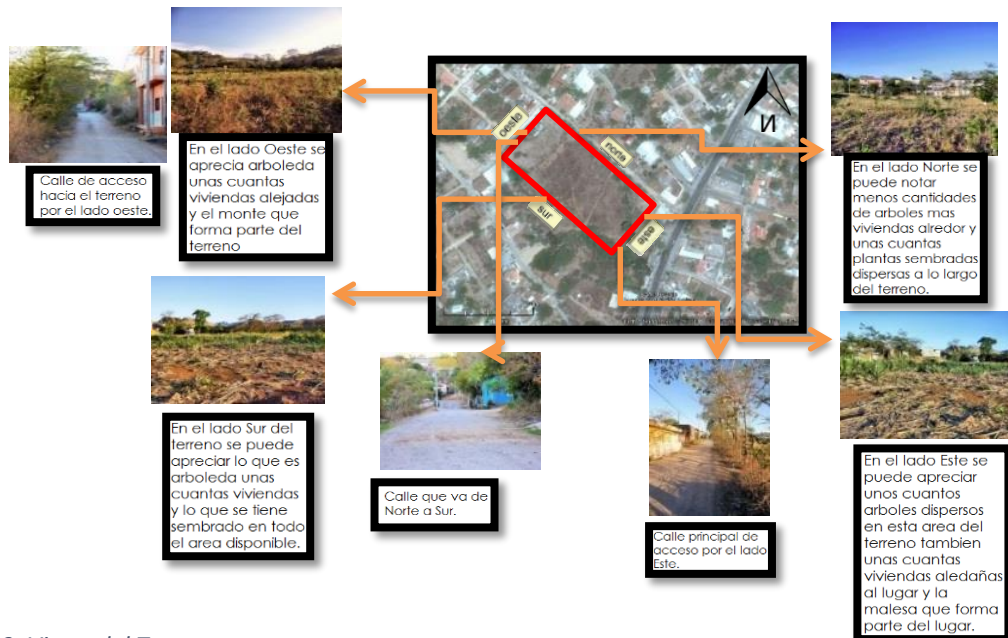 Calle de acceso
hacia el terreno
por el lado oeste.
En el lado Oeste se
aprecia arboleda
unas cuantas
viviendas alejadas
y el monte que
forma parte del
terreno
oeste
norte
sur
este
N
En el lado Norte se
puede notar
menos cantidades
de arboles mas
viviendas alredor y
unas cuantas
plantas sembradas
dispersas a lo largo
del terreno.
En el lado Sur del
terreno se puede
apreciar lo que es
arboleda unas
cuantas viviendas
y lo que se tiene
sembrado en todo
el area disponible.
Calle que va de
Norte a Sur.
Calle principal de
acceso por el lado
Este.
En el lado Este se
puede apreciar
unos cuantos
arboles dispersos
en esta area del
terreno tambien
unas cuantas
viviendas aledañas
al lugar y la
malesa que forma
parte del lugar.